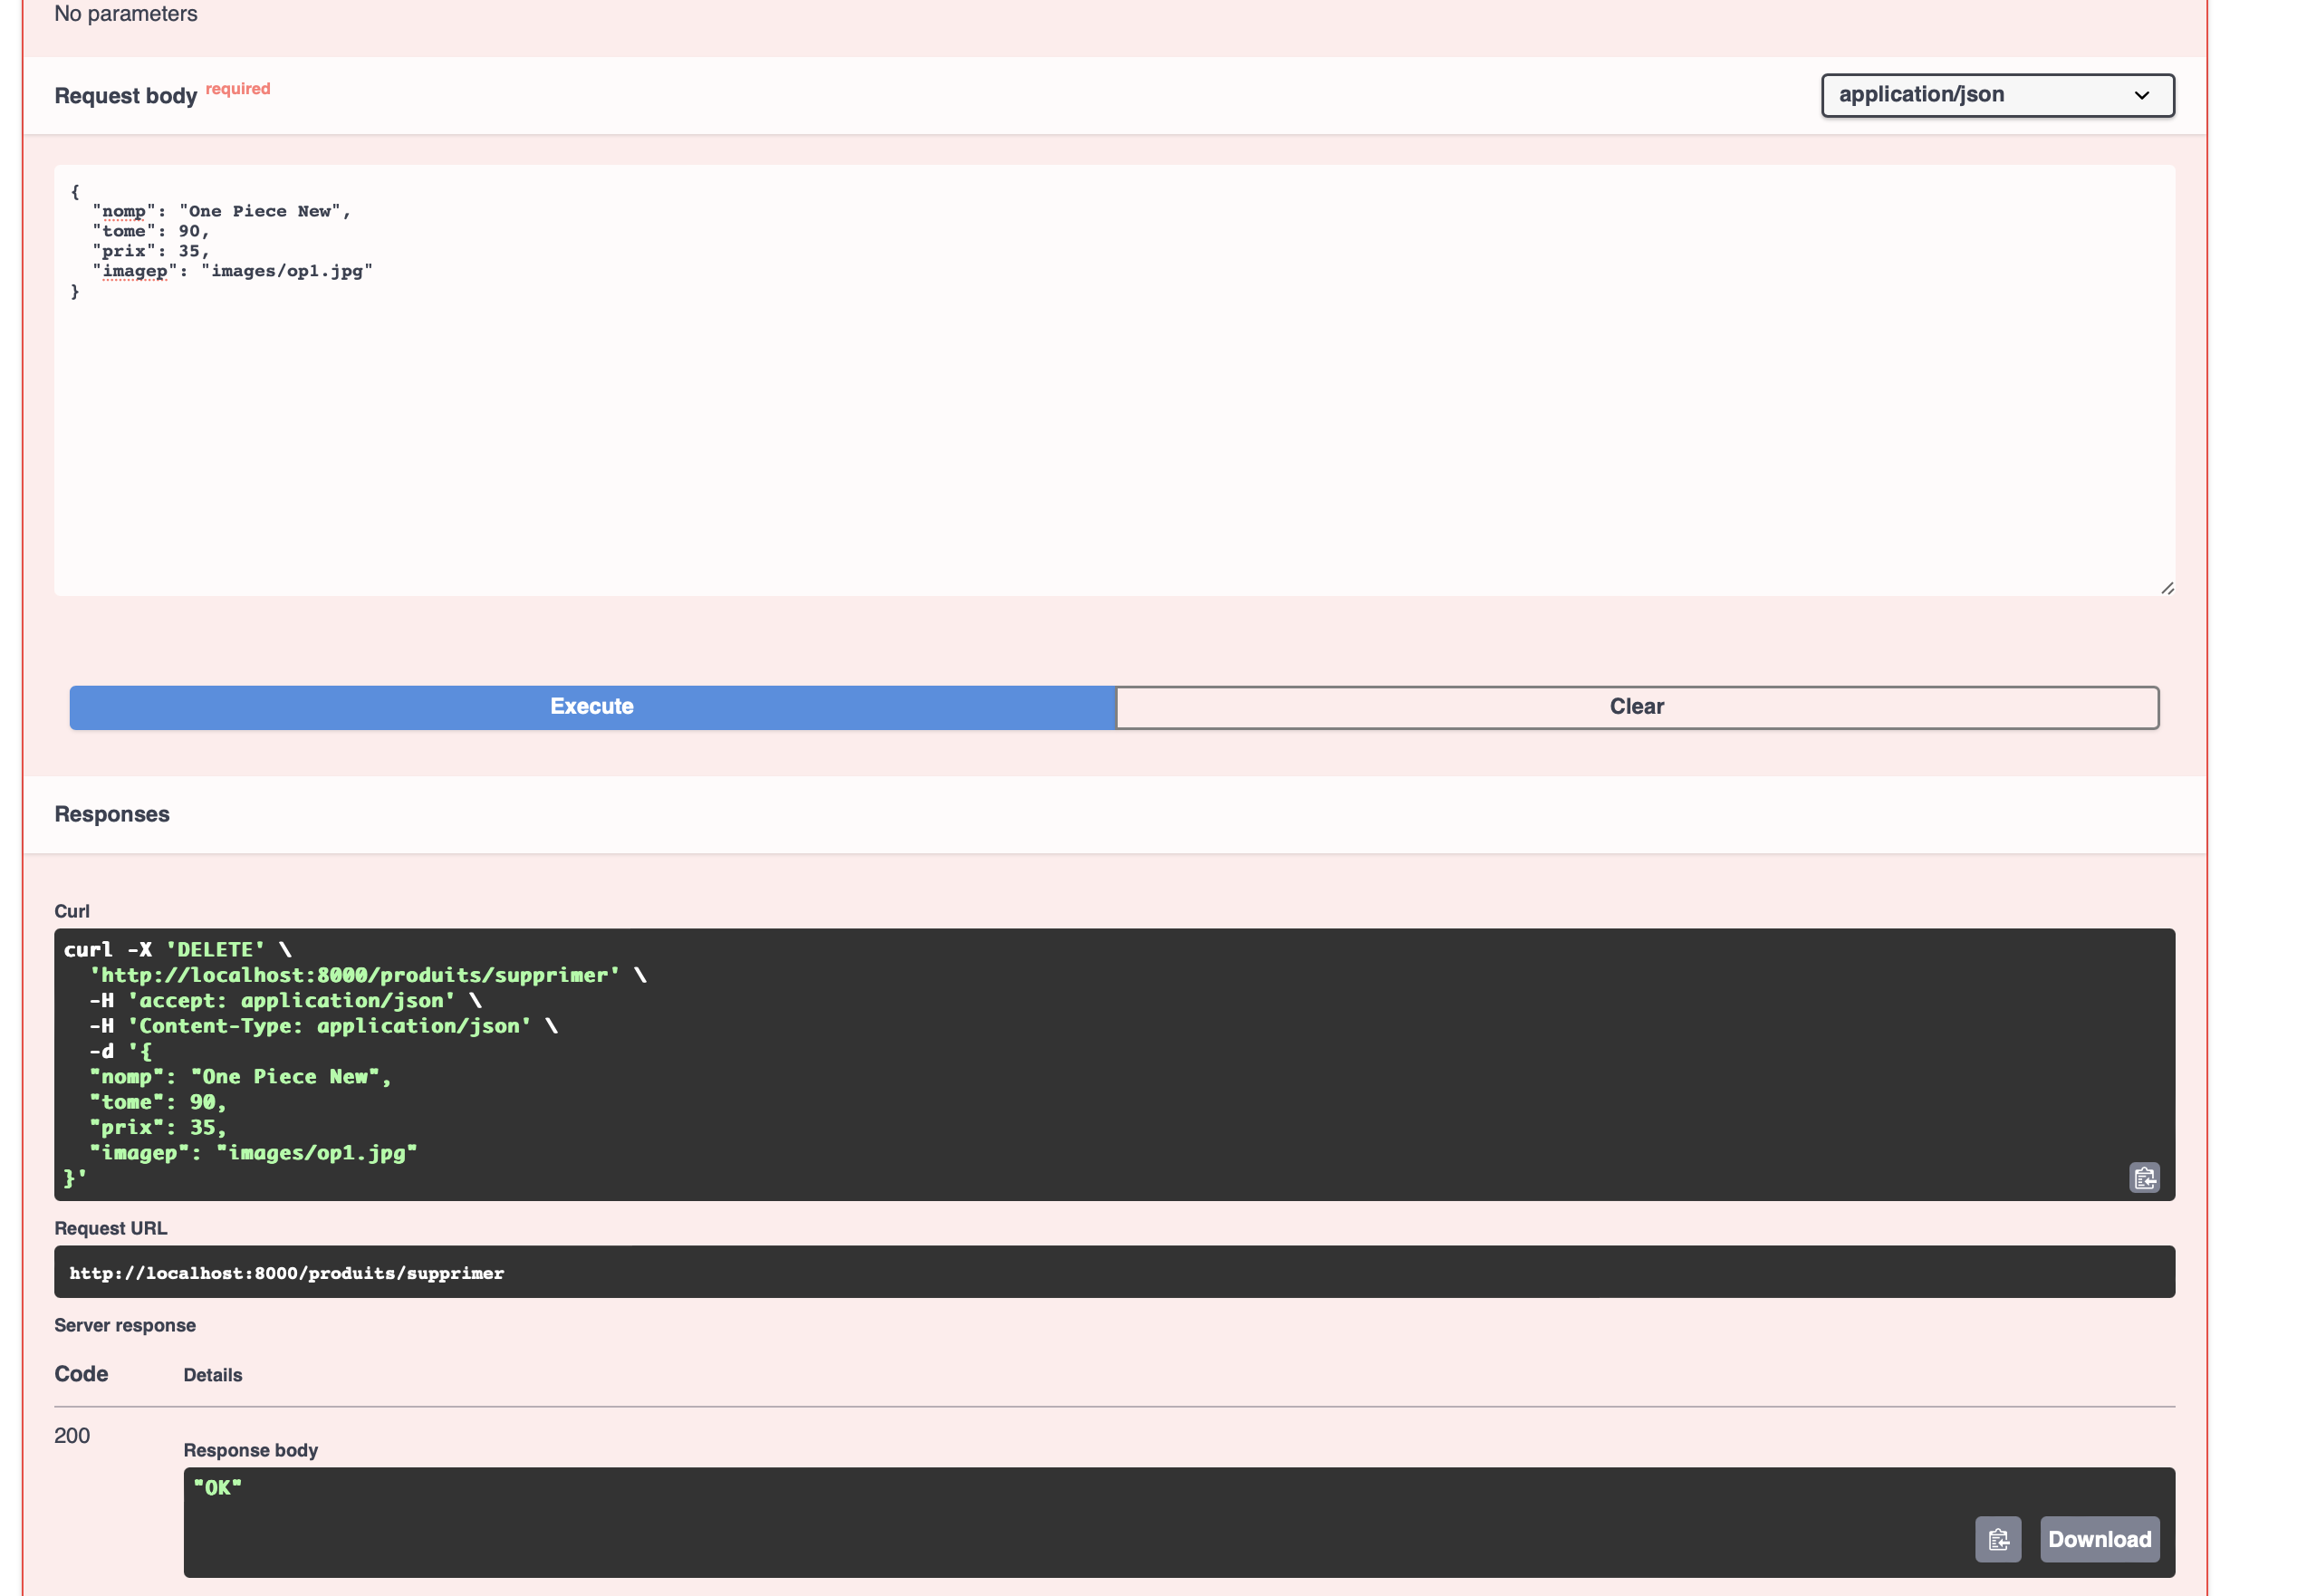 No parameters
Request body required
application/json
{
"nomp": "One Piece New",
"tome": 90,
"prix": 35,
"imagep": "images/op1.jpg"
}
Execute
Clear
Responses
Curl
curl -X 'DELETE' \
'http://localhost:8000/produits/supprimer' \
-H 'accept: application/json' \
-H 'Content-Type: application/json' \
-d '{
"nomp": "One Piece New",
"tome": 90,
"prix": 35,
"imagep": "images/op1.jpg"
}'
Request URL
http://localhost:8000/produits/supprimer
Server response
Code Details
200
Response body
"OK"
Download